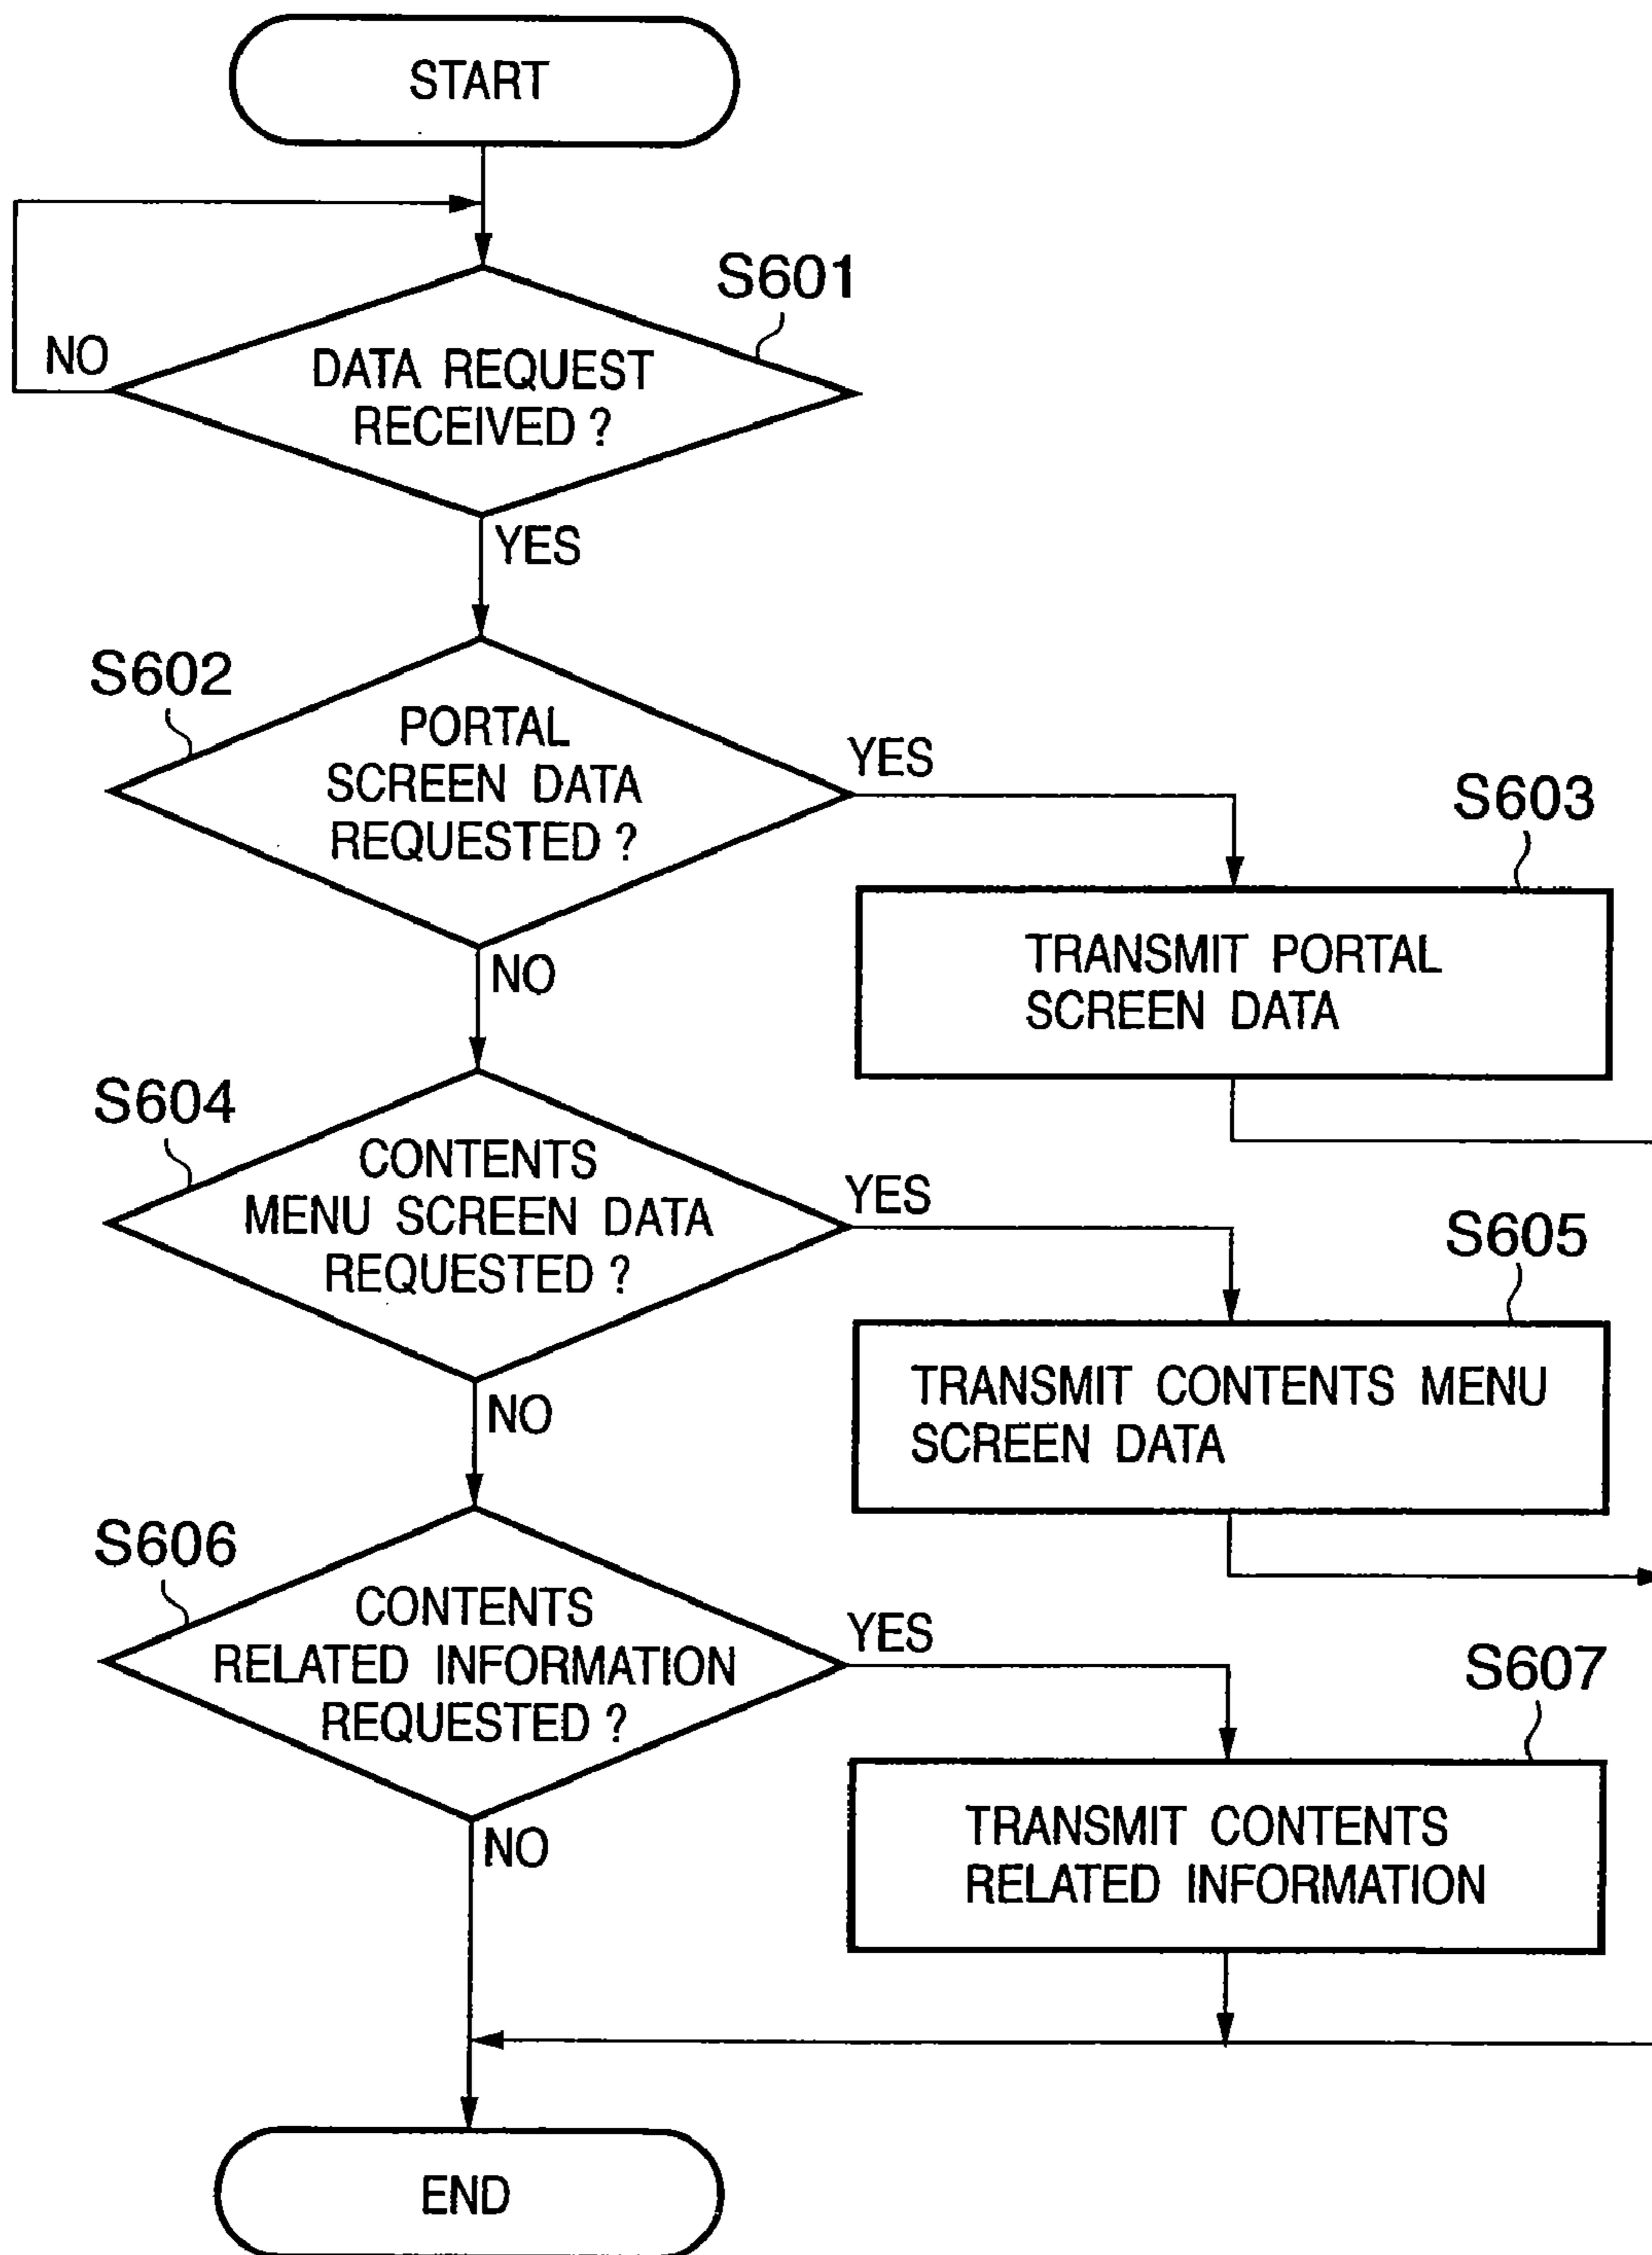 START
S601
NO
DATA REQUEST
RECEIVED ?
YES
S602
PORTAL
SCREEN DATA
REQUESTED ?
YES
S603
TRANSMIT PORTAL
SCREEN DATA
NO
S604
CONTENTS
MENU SCREEN DATA
REQUESTED ?
YES
S605
TRANSMIT CONTENTS MENU
SCREEN DATA
NO
S606
CONTENTS
RELATED INFORMATION
REQUESTED ?
YES
S607
TRANSMIT CONTENTS
RELATED INFORMATION
NO
END